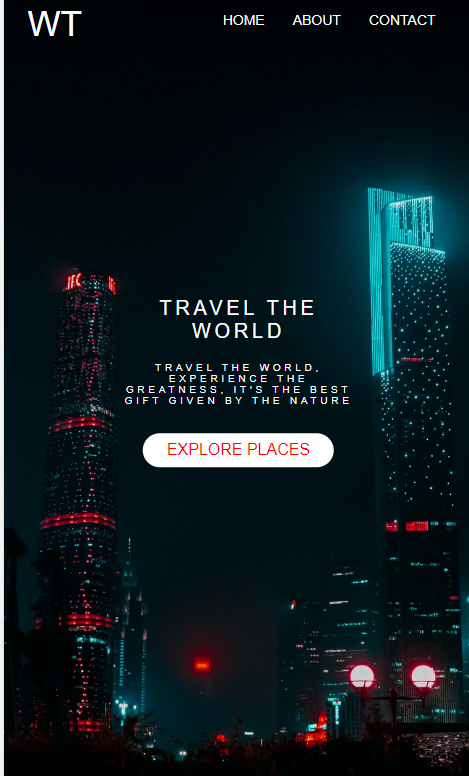 WT
HOME ABOUT CONTACT
TRAVEL THE
WORLD
TRAVEL THE WORLD,
EXPERIENCE THE
GREATNESS, IT'S THE BEST
GIFT GIVEN BY THE NATURE
EXPLORE PLACES
IFC